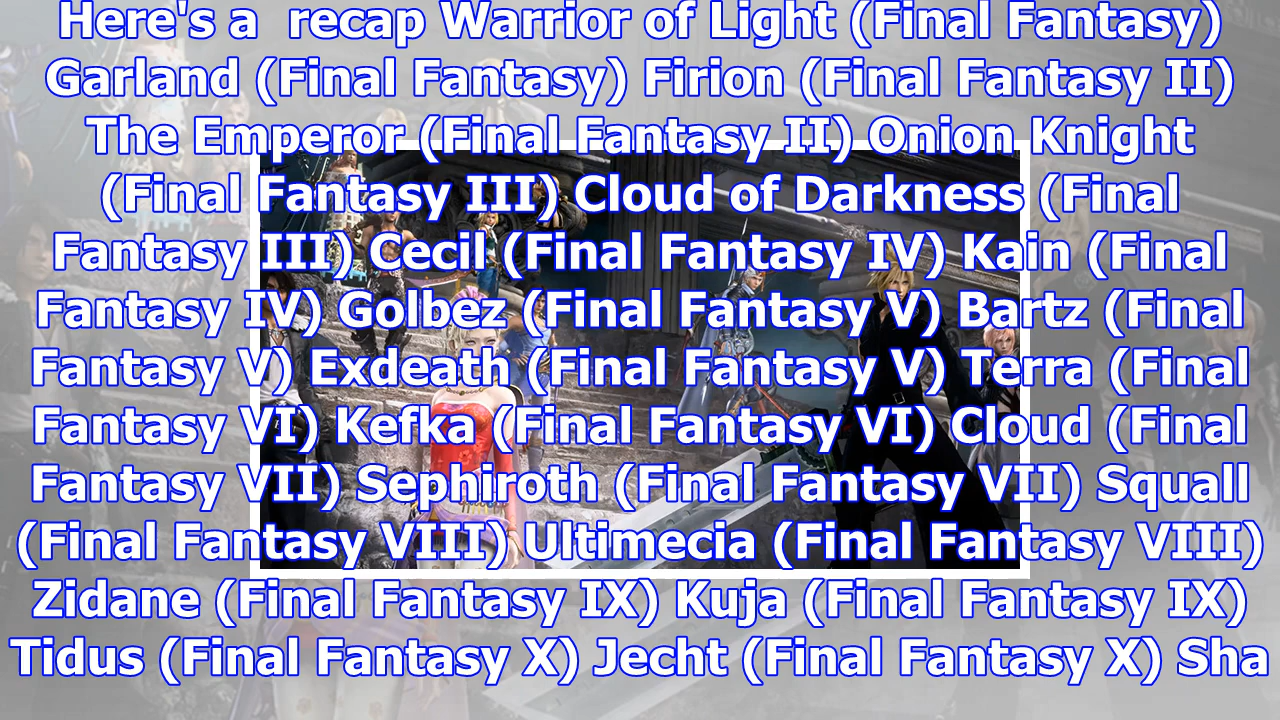 Here's a  recap Warrior of Light (Final Fantasy)
Garland (Final Fantasy) Firion (Final Fantasy II)
The Emperor (Final Fantasy II) Onion Knight
(Final Fantasy III) Cloud of Darkness (Final
Fantasy III) Cecil (Final Fantasy IV) Kain (Final
Fantasy IV) Golbez (Final Fantasy V) Bartz (Final
Fantasy V) Exdeath (Final Fantasy V) Terra (Final
Fantasy VI) Kefka (Final Fantasy VI) Cloud (Final
Fantasy VII) Sephiroth (Final Fantasy VII) Squall
(Final Fantasy VIII) Ultimecia (Final Fantasy VIII)
Zidane (Final Fantasy IX) Kuja (Final Fantasy IX)
Tidus (Final Fantasy X) Jecht (Final Fantasy X) Sha